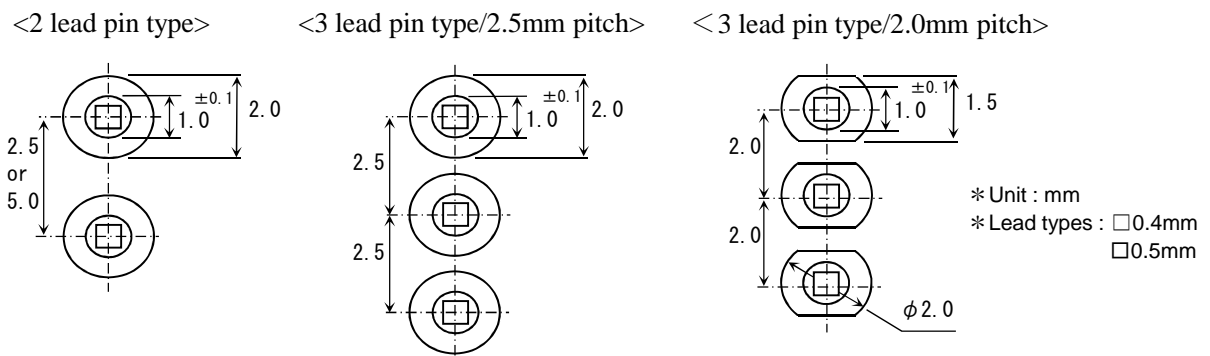 <2 lead pin type>
<3 lead pin type/2.5mm pitch>
＜3 lead pin type/2.0mm pitch>
±0.1
1.0
2.0
2.5
or
5.0
±0.1
1.0
2.0
2.5
2.5
±0.1
1.0
1.5
2.0
2.0
φ2.0
＊Unit : mm
＊Lead types : □0.4mm
□0.5mm